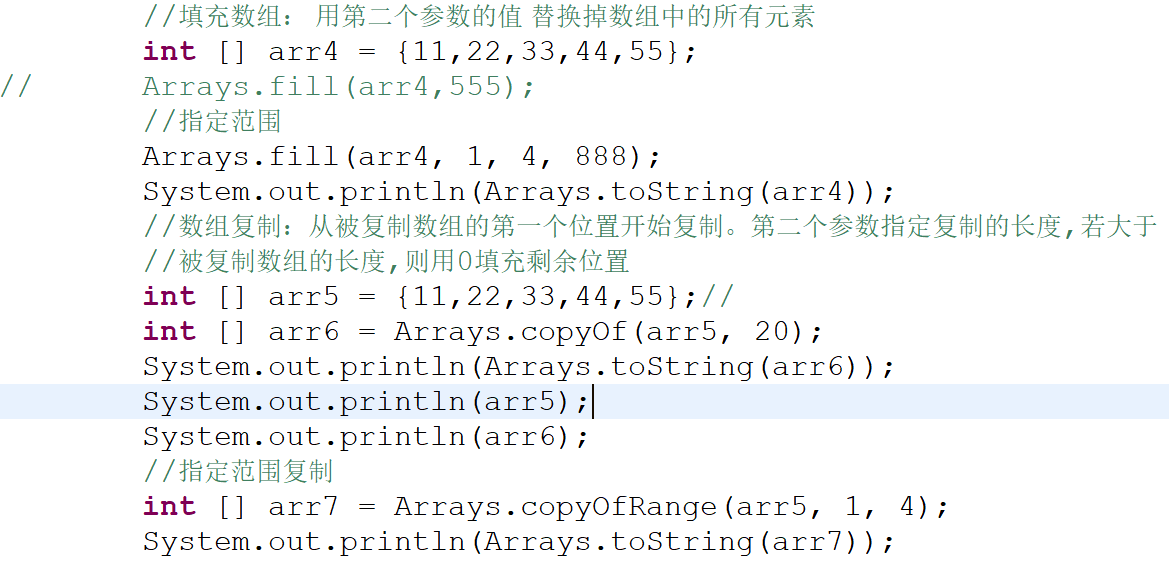 //填充数组: 用第二个参数的值 替换掉数组中的所有元素
int [] arr4 = {11,22,33,44,55};
//      Arrays.fill(arr4,555);
//指定范围
Arrays.fill(arr4, 1, 4, 888);
System.out.println(Arrays.toString(arr4));
//数组复制：从被复制数组的第一个位置开始复制。第二个参数指定复制的长度,若大于
//被复制数组的长度,则用0填充剩余位置
int [] arr5 = {11,22,33,44,55};//
int [] arr6 = Arrays.copyOf(arr5, 20);
System.out.println(Arrays.toString(arr6));
System.out.println(arr5);
System.out.println(arr6);
//指定范围复制
int [] arr7 = Arrays.copyOfRange(arr5, 1, 4);
System.out.println(Arrays.toString(arr7));